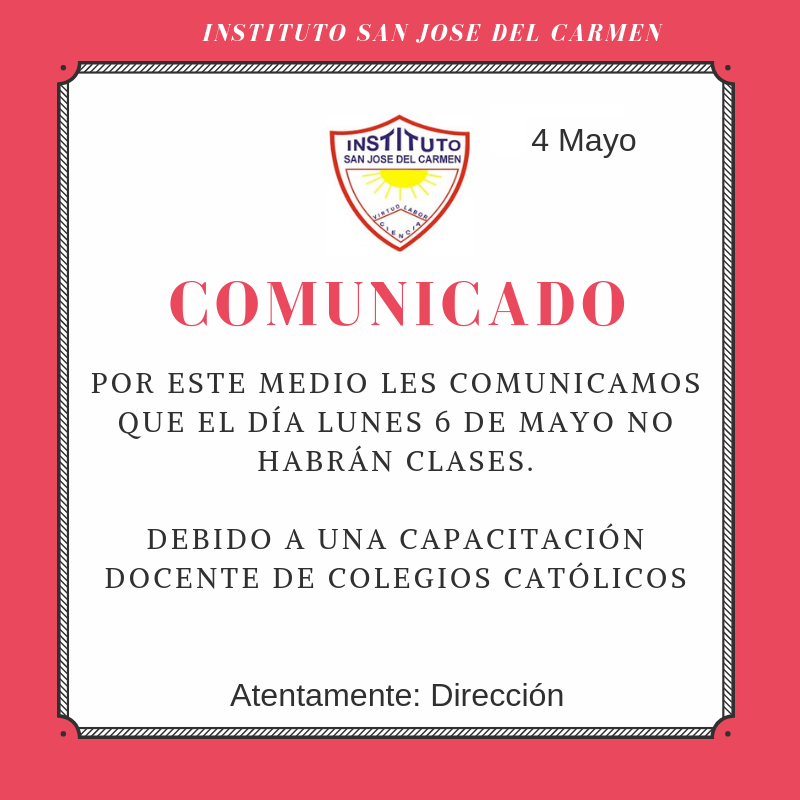 INSTITUTO SAN JOSE DEL CARMEN
4 Mayo
INSTITUTO
SAN JOSE DEL CARMEN
VIRTUD LABOR
CIENCIA
COMUNICADO
POR ESTE MEDIO LES COMUNICAMOS
QUE EL DÍA LUNES 6 DE MAYO NO
HABRÁN CLASES.
DEBIDO A UNA CAPACITACIÓN
DOCENTE DE COLEGIOS CATÓLICOS
Atentamente: Dirección